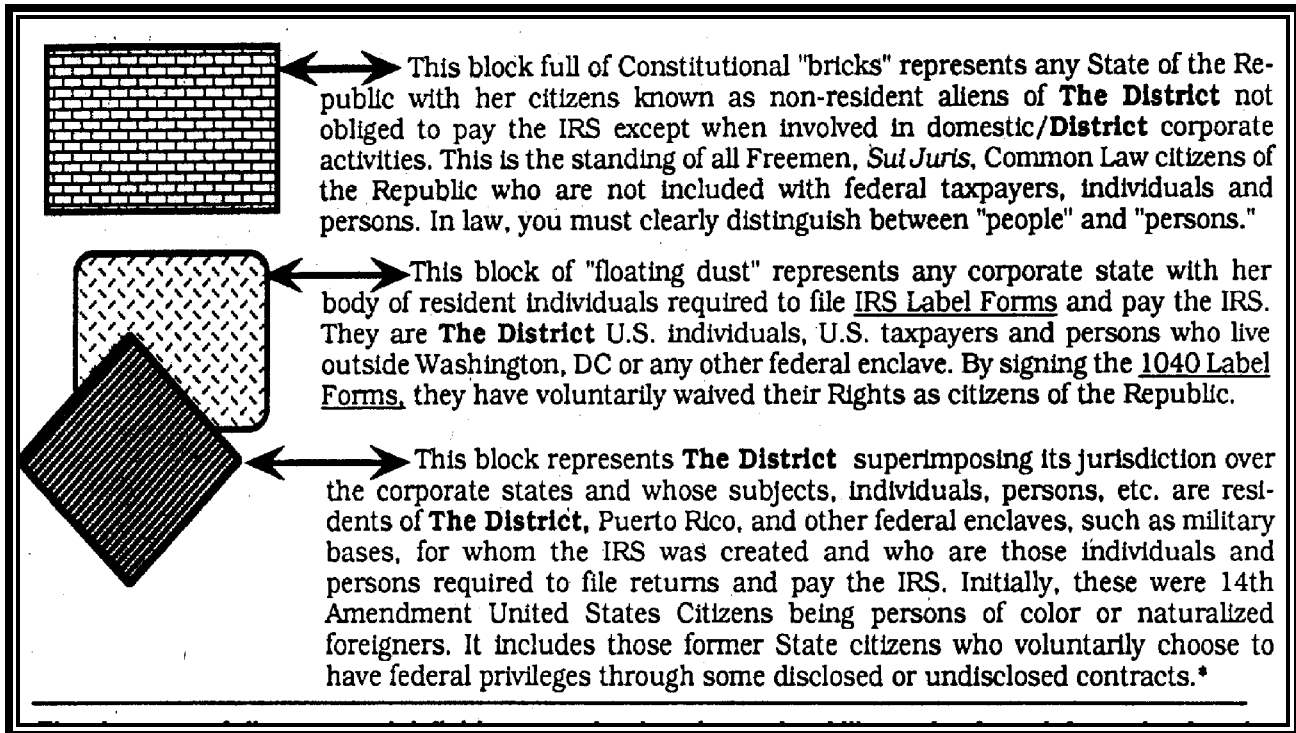 This block full of Constitutional "bricks" represents any State of the Re-
public with her citizens known as non-resident aliens of The District not
obliged to pay the IRS except when involved in domestic/District corporate
activities. This is the standing of all Freemen, Sui Juris, Common Law citizens of
the Republic who are not included with federal taxpayers, individuals and
persons. In law, you must clearly distinguish between "people" and "persons."
This block of "floating dust" represents any corporate state with her
body of resident individuals required to file IRS Label Forms and pay the IRS.
They are The District U.S. individuals, U.S. taxpayers and persons who live
outside Washington, DC or any other federal enclave. By signing the 1040 Label
Forms, they have voluntarily waived their Rights as citizens of the Republic.
This block represents The District superimposing its jurisdiction over
the corporate states and whose subjects, individuals, persons, etc. are resi-
dents of The District, Puerto Rico, and other federal enclaves, such as military
bases, for whom the IRS was created and who are those individuals and
persons required to file returns and pay the IRS. Initially, these were 14th
Amendment United States Citizens being persons of color or naturalized
foreigners. It includes those former State citizens who voluntarily choose to
have federal privileges through some disclosed or undisclosed contracts.*